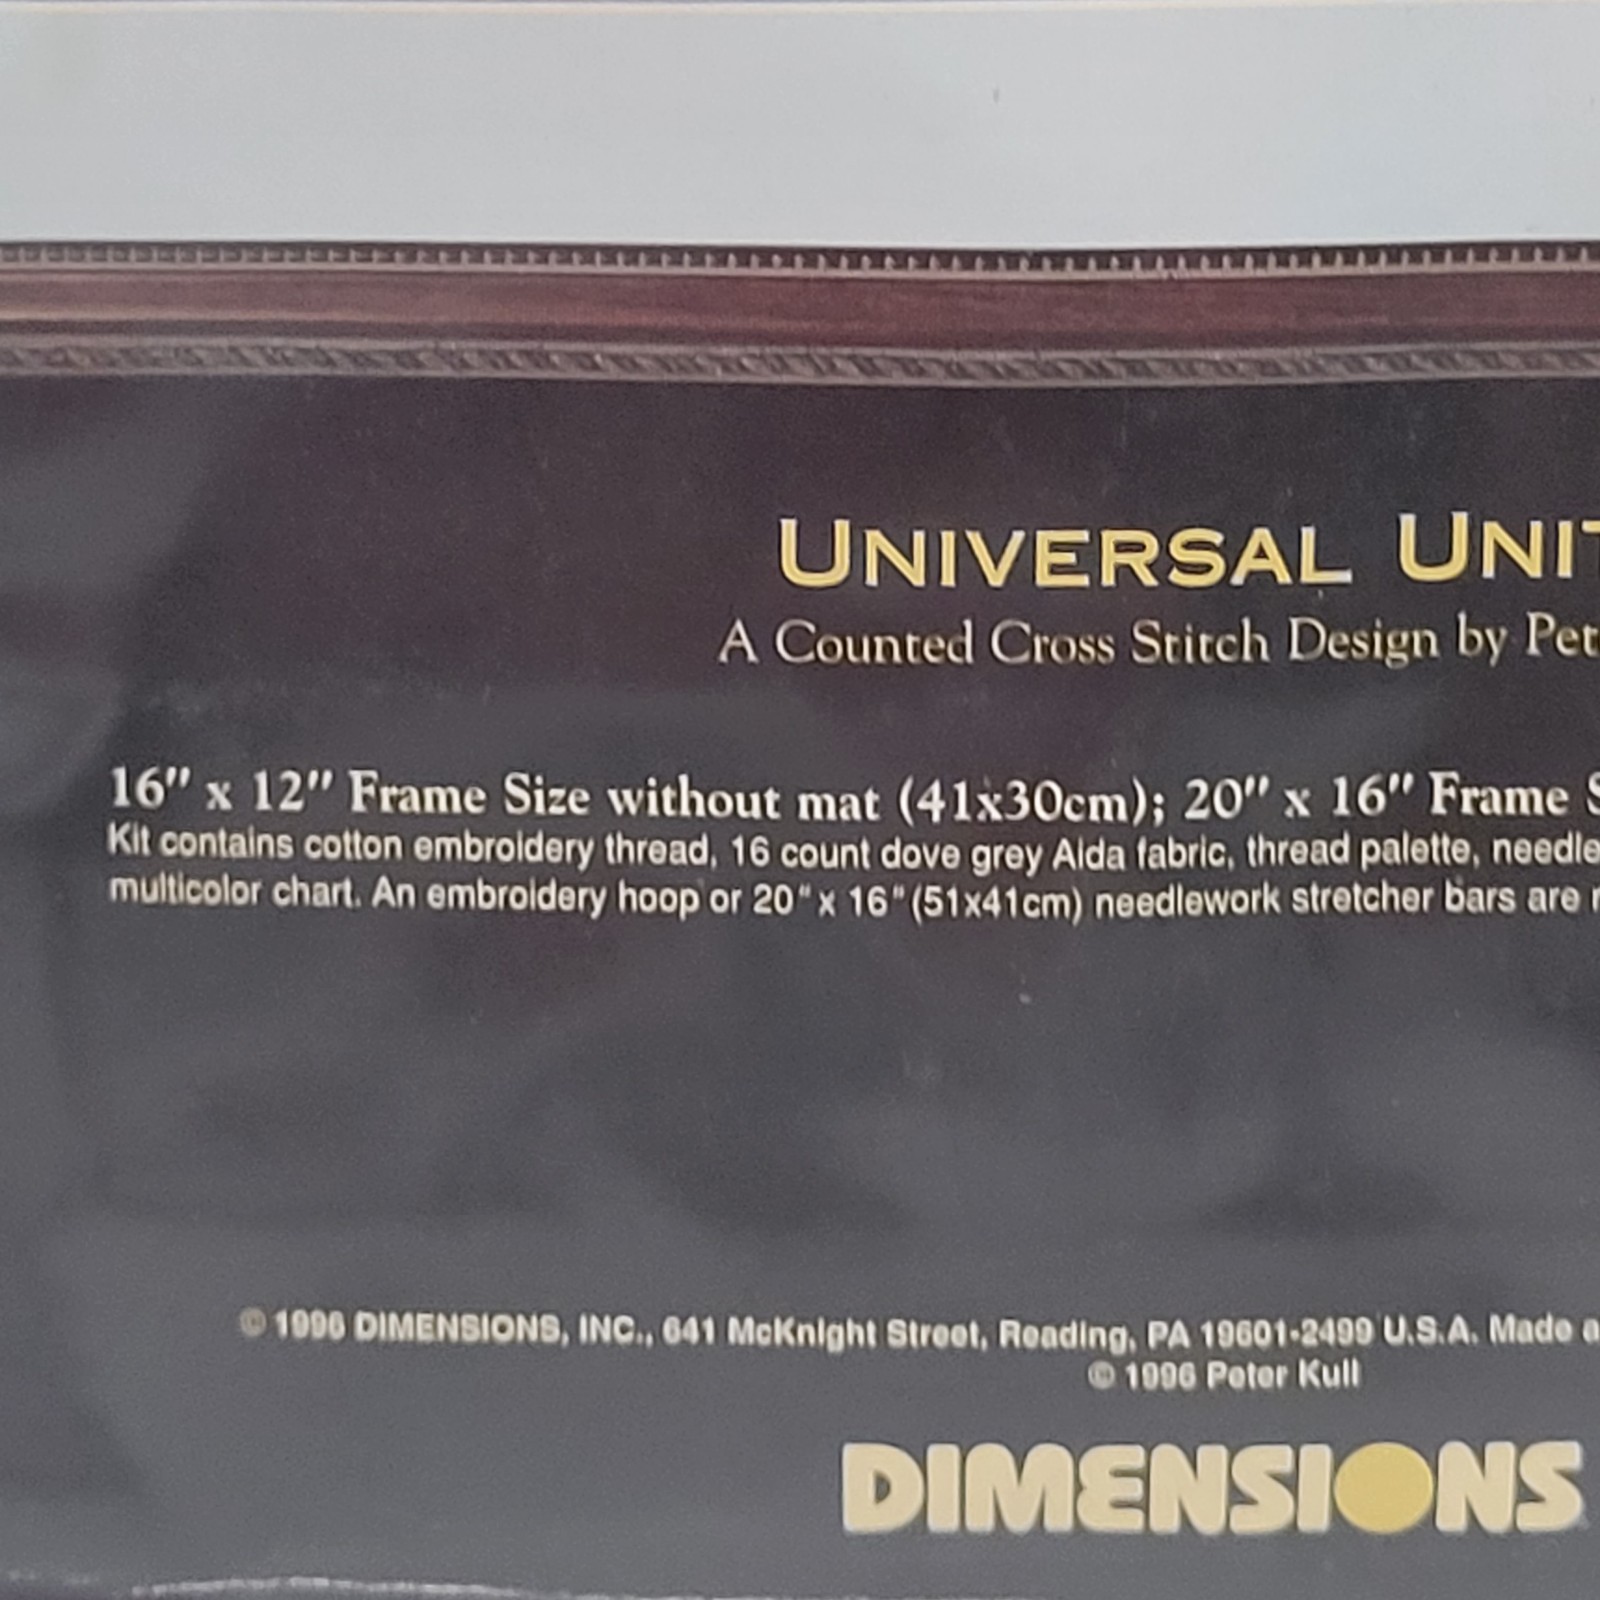 UNIVERSAL UNIT
A Counted Cross Stitch Design by Pet
16" x 12" Frame Size without mat (41x30cm); 20" x 16" Frame S
Kit contains cotton embroidery thread, 16 count dove grey Aida fabric, thread palette, needle
multicolor chart. An embroidery hoop or 20" x 16" (51x41cm) needlework stretcher bars are r
© 1996 DIMENSIONS, INC., 641 McKnight Street, Reading, PA 19601-2499 U.S.A. Made a
© 1996 Peter Kull
DIMENSIONS